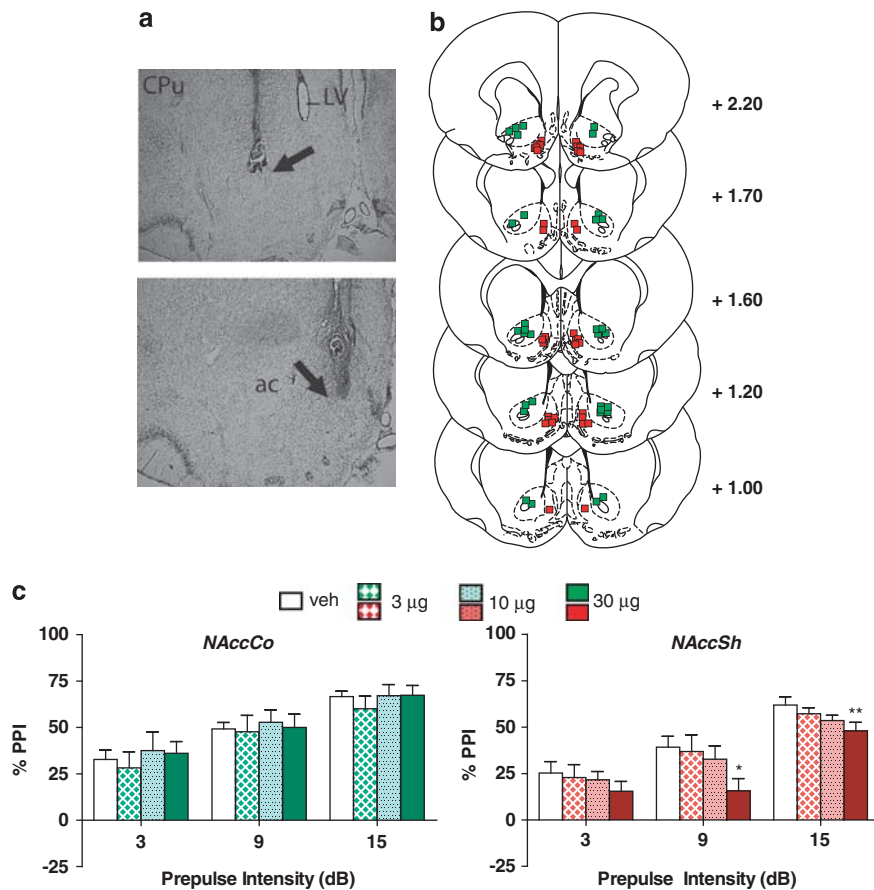 a
b
CPu
LV
ac
+ 2.20
+ 1.70
+ 1.60
+ 1.20
+ 1.00
c
veh
3 μg
10 μg
30 μg
NAccCo
% PPI
100
75
50
25
0
-25
3
9
15
Prepulse Intensity (dB)
NAccSh
% PPI
100
75
50
25
0
-25
*
**
3
9
15
Prepulse Intensity (dB)